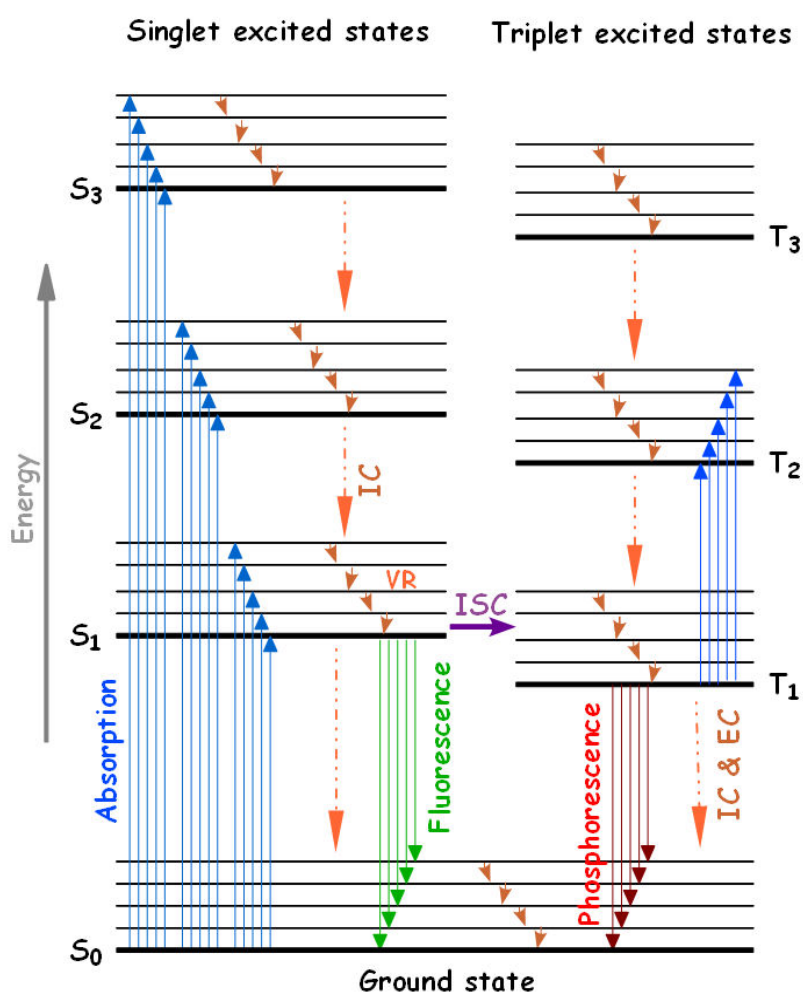 Singlet excited states
Triplet excited states
S3
T3
S2
T2
IC
Energy
VR
ISC
S1
T1
Absorption
Fluorescence
Phosphorescence
IC & EC
S0
Ground state